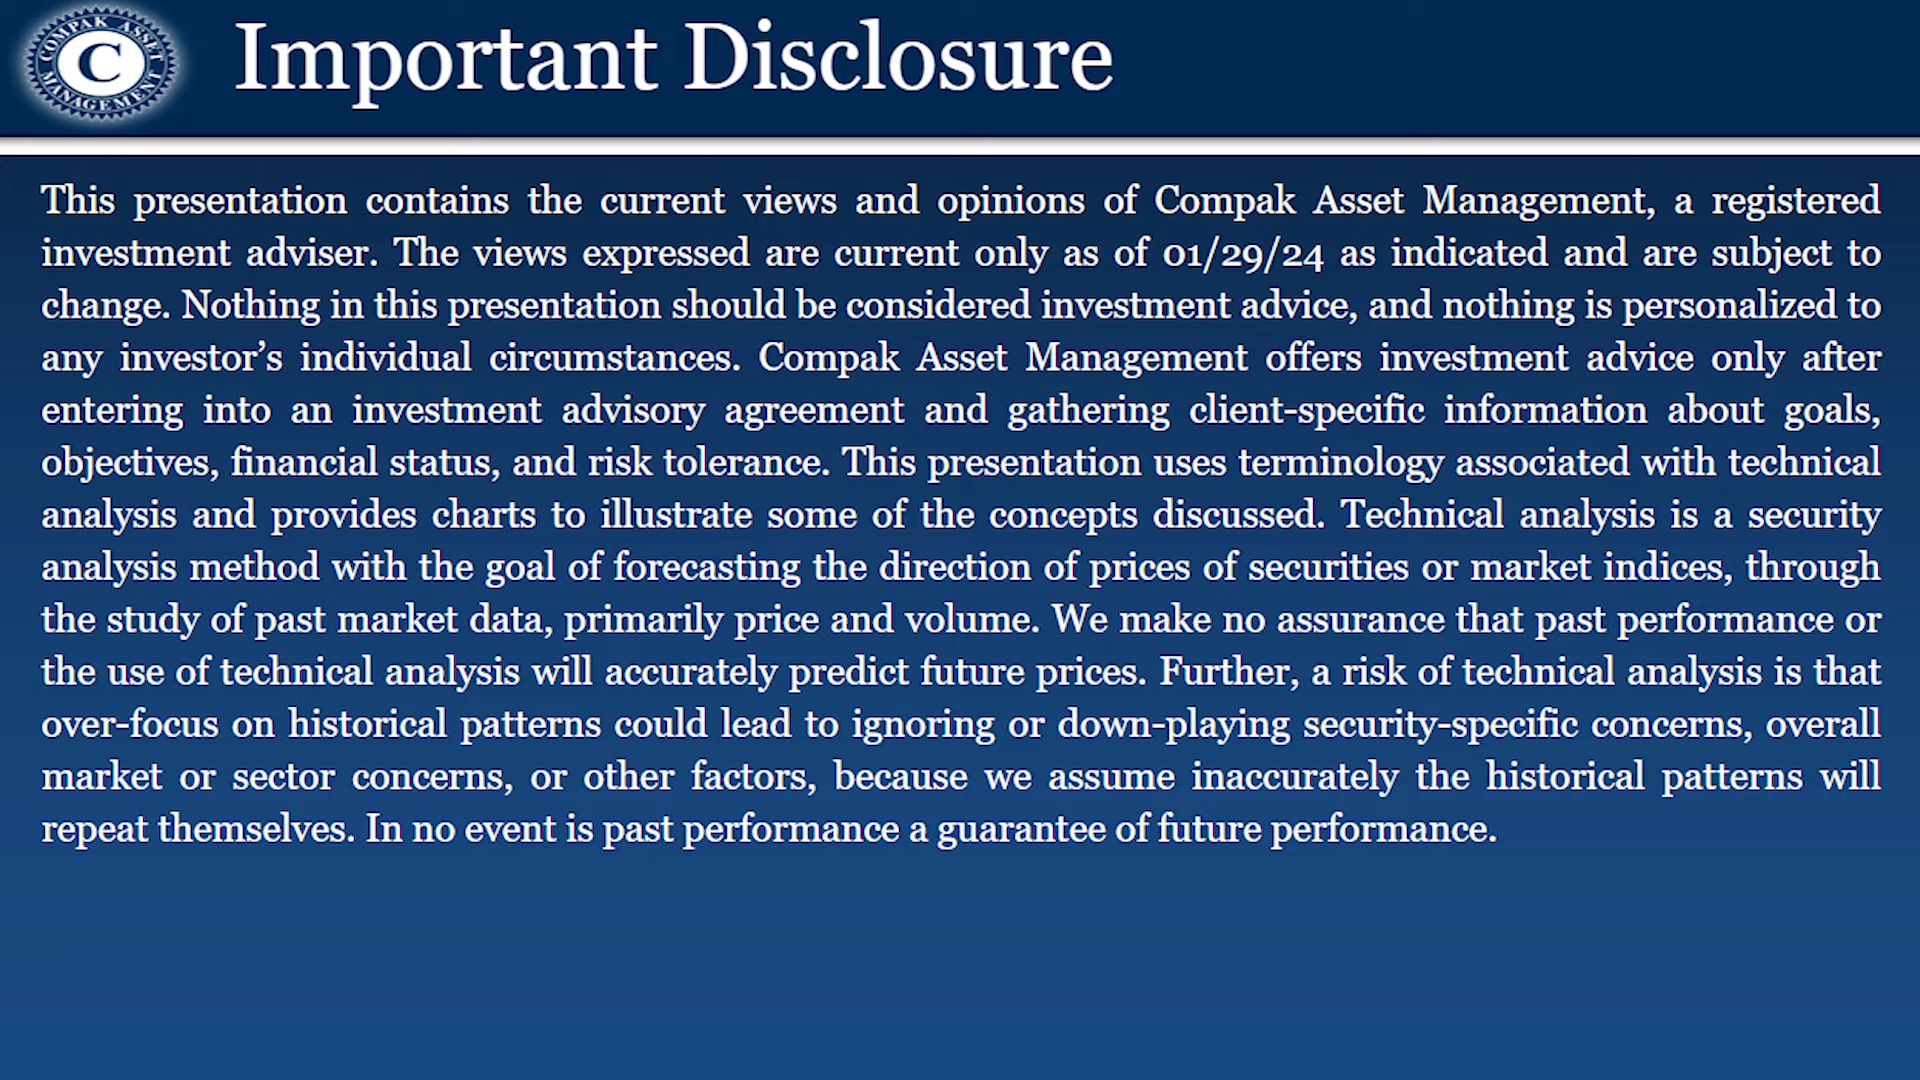 COMPAK ASSET MANAGEMENT
C
Important Disclosure
This presentation contains the current views and opinions of Compak Asset Management, a registered
investment adviser. The views expressed are current only as of 01/29/24 as indicated and are subject to
change. Nothing in this presentation should be considered investment advice, and nothing is personalized to
any investor’s individual circumstances. Compak Asset Management offers investment advice only after
entering into an investment advisory agreement and gathering client-specific information about goals,
objectives, financial status, and risk tolerance. This presentation uses terminology associated with technical
analysis and provides charts to illustrate some of the concepts discussed. Technical analysis is a security
analysis method with the goal of forecasting the direction of prices of securities or market indices, through
the study of past market data, primarily price and volume. We make no assurance that past performance or
the use of technical analysis will accurately predict future prices. Further, a risk of technical analysis is that
over-focus on historical patterns could lead to ignoring or down-playing security-specific concerns, overall
market or sector concerns, or other factors, because we assume inaccurately the historical patterns will
repeat themselves. In no event is past performance a guarantee of future performance.